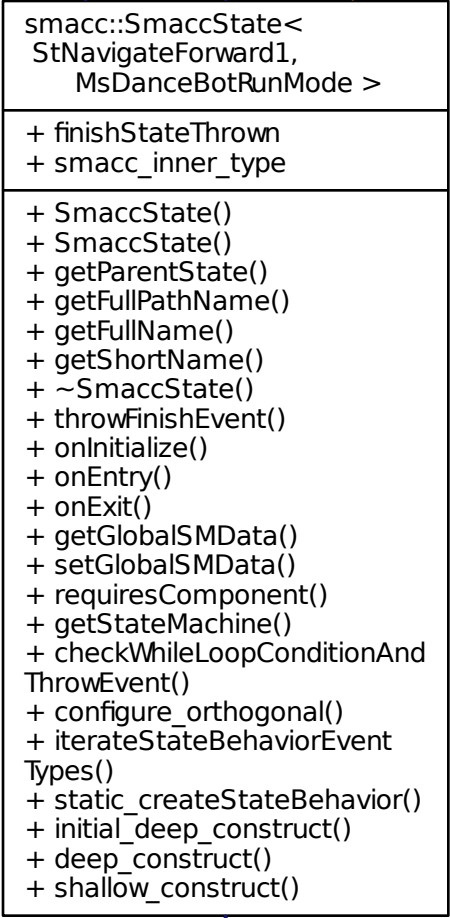 smacc::SmaccState<
StNavigateForward1,
MsDanceBotRunMode >
+ finishStateThrown
+ smacc_inner_type
+ SmaccState()
+ SmaccState()
+ getParentState()
+ getFullPathName()
+ getFullName()
+ getShortName()
+ ~SmaccState()
+ throwFinishEvent()
+ onInitialize()
+ onEntry()
+ onExit()
+ getGlobalSMData()
+ setGlobalSMData()
+ requiresComponent()
+ getStateMachine()
+ checkWhileLoopConditionAnd
ThrowEvent()
+ configure_orthogonal()
+ iterateStateBehaviorEvent
Types()
+ static_createStateBehavior()
+ initial_deep_construct()
+ deep_construct()
+ shallow_construct()